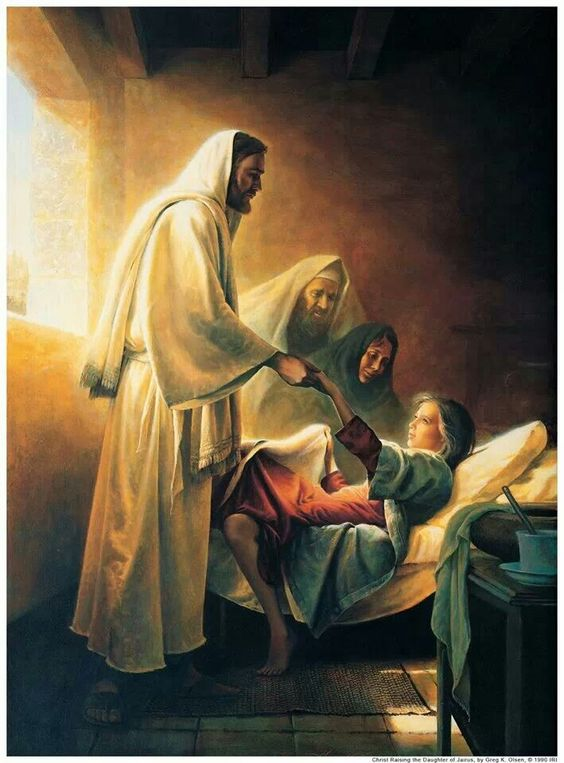 Christ Raising the Daughter of Jairus, by Greg K. Olsen, © 1990 IRI